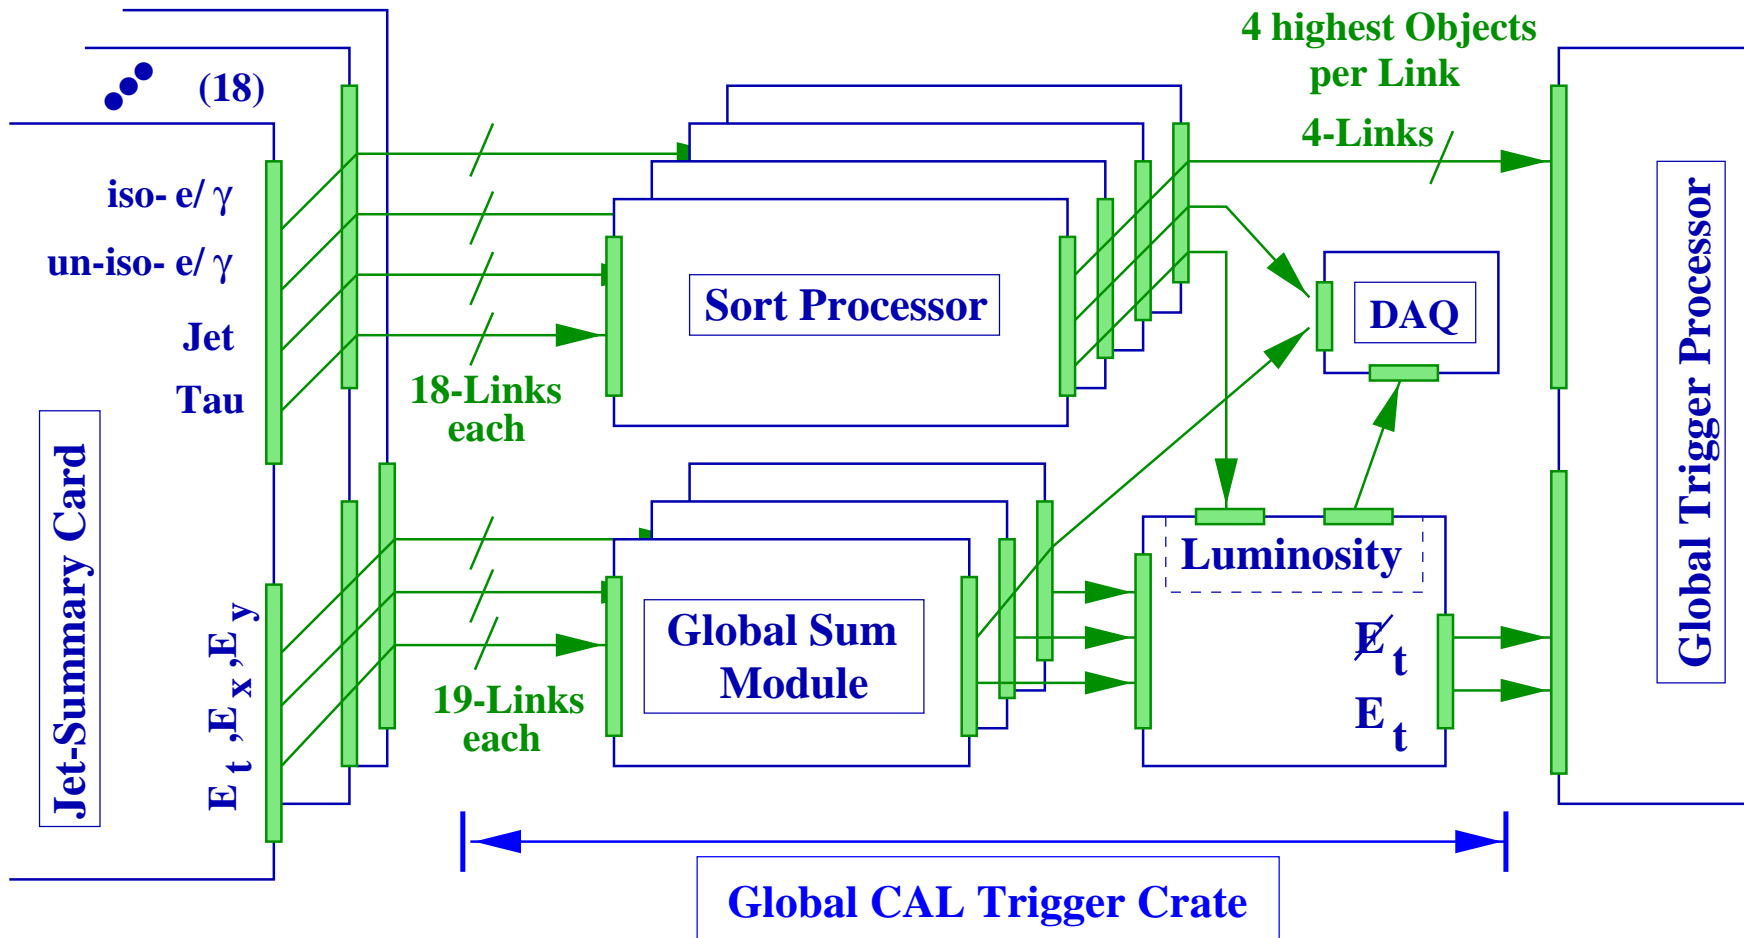 4 highest Objects
per Link
4-Links
(18)
iso- e/ γ
un-iso- e/ γ
Jet
Tau
18-Links
each
Sort Processor
DAQ
Global Trigger Processor
Jet-Summary Card
E t ,E x ,E y
19-Links
each
Global Sum
Module
Luminosity
E̸ t
E t
Global CAL Trigger Crate